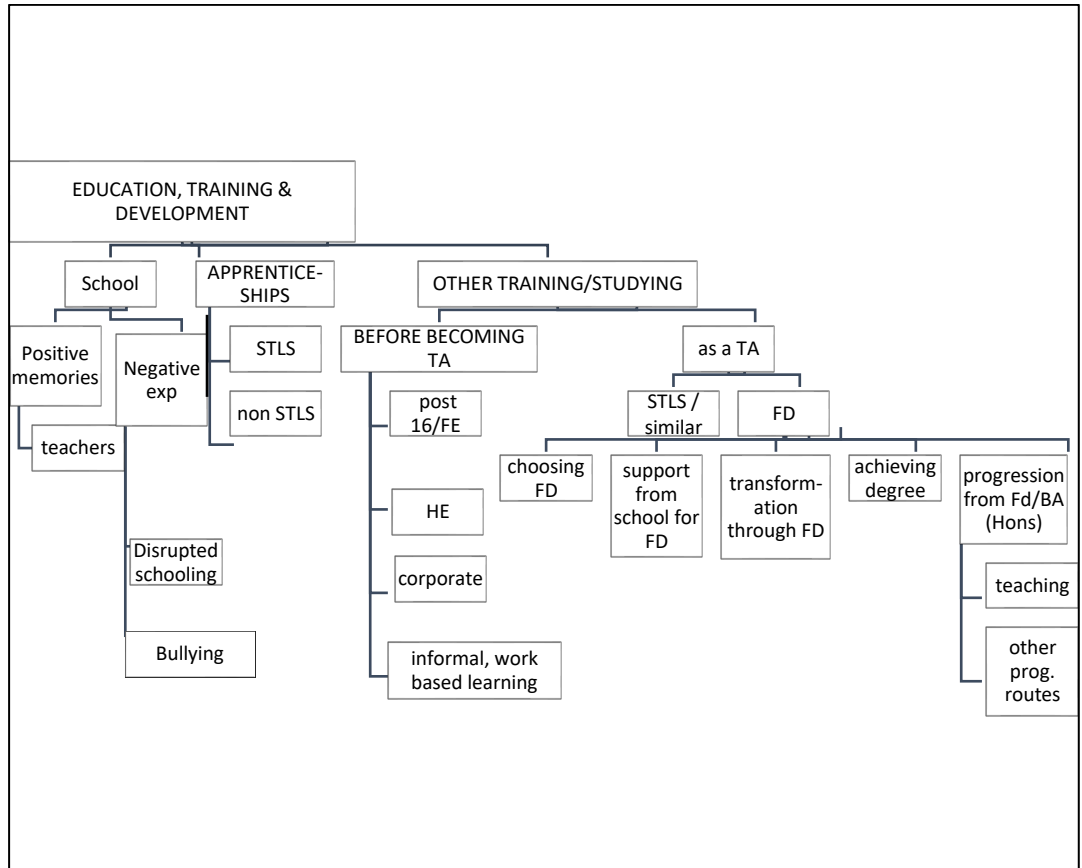 EDUCATION, TRAINING &
DEVELOPMENT
School
APPRENTICE-
SHIPS
OTHER TRAINING/STUDYING
Positive
memories
Negative
exp
STLS
BEFORE BECOMING
TA
as a TA
teachers
non STLS
post
16/FE
STLS /
similar
FD
choosing
FD
support
from
school for
FD
transform-
ation
through FD
achieving
degree
progression
from Fd/BA
(Hons)
Disrupted
schooling
HE
corporate
teaching
Bullying
informal, work
based learning
other
prog.
routes